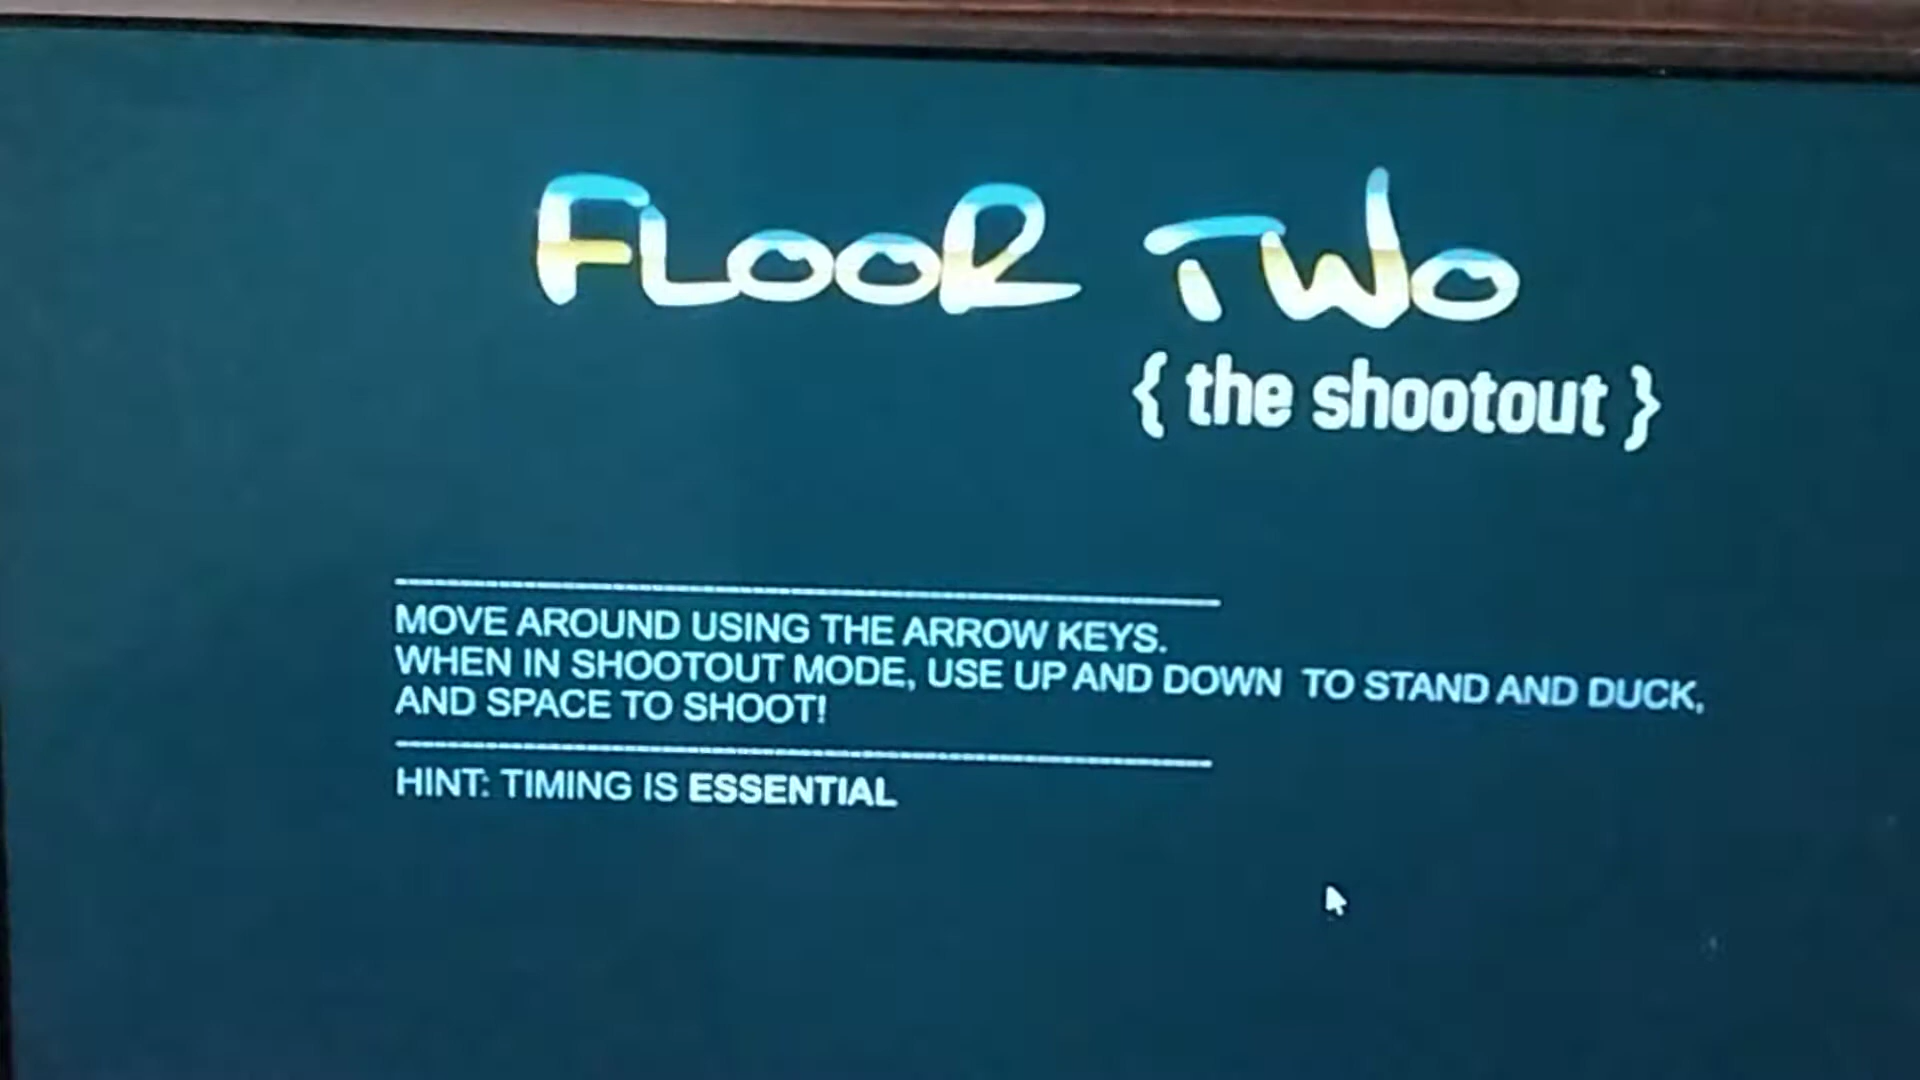 FLOOR TWO
{ the shootout }
MOVE AROUND USING THE ARROW KEYS.
WHEN IN SHOOTOUT MODE, USE UP AND DOWN TO STAND AND DUCK,
AND SPACE TO SHOOT!
HINT: TIMING IS ESSENTIAL